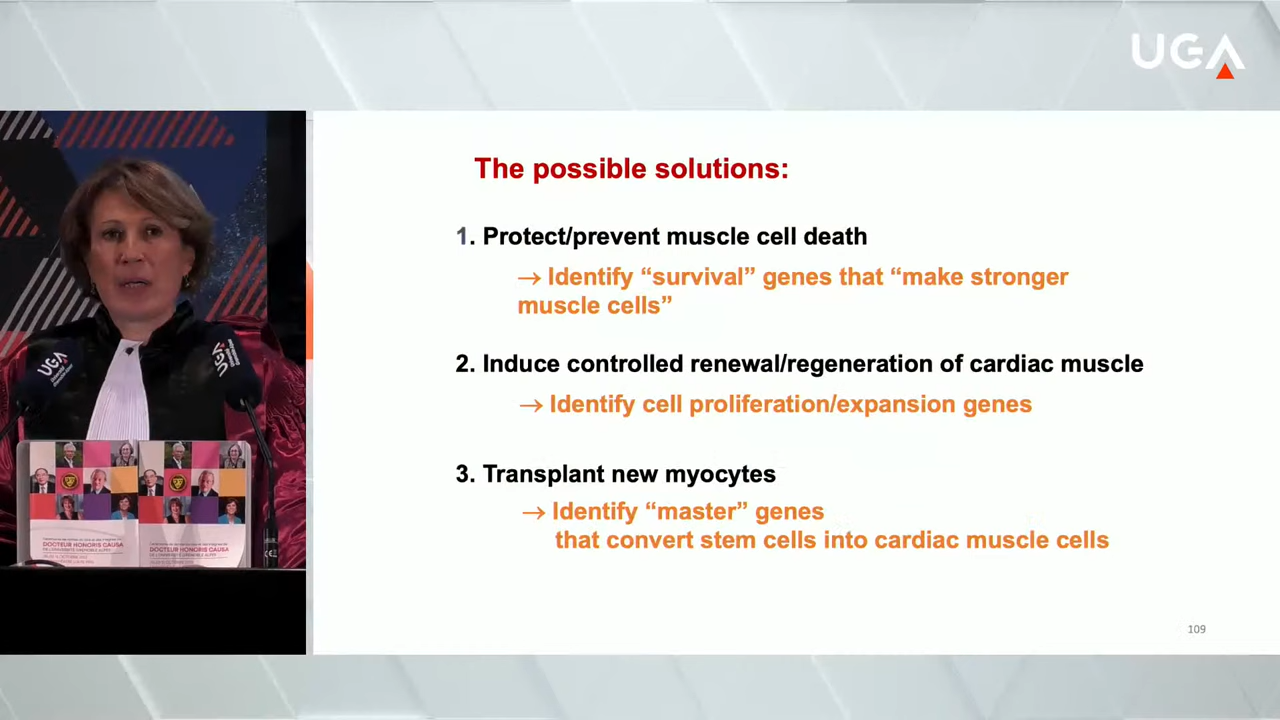 UGA
The possible solutions:
1. Protect/prevent muscle cell death
→ Identify “survival” genes that “make stronger
muscle cells”
2. Induce controlled renewal/regeneration of cardiac muscle
→ Identify cell proliferation/expansion genes
3. Transplant new myocytes
→ Identify “master” genes
that convert stem cells into cardiac muscle cells
109
UGA
UGA
DOCTEUR HONORIS CAUSA
DOCTEUR HONORIS CAUSA